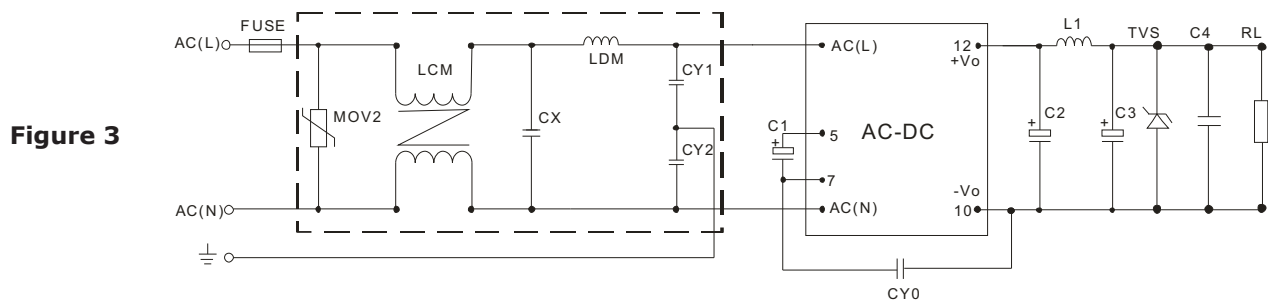 FUSE
AC(L)
LCM
MOV2
CX
LDM
CY1
CY2
AC(N)
Figure 3
C1
AC(L)
5
7
AC(N)
AC-DC
12
+Vo
-Vo
10
CY0
L1
TVS
C4
RL
+
C2
+
C3
+